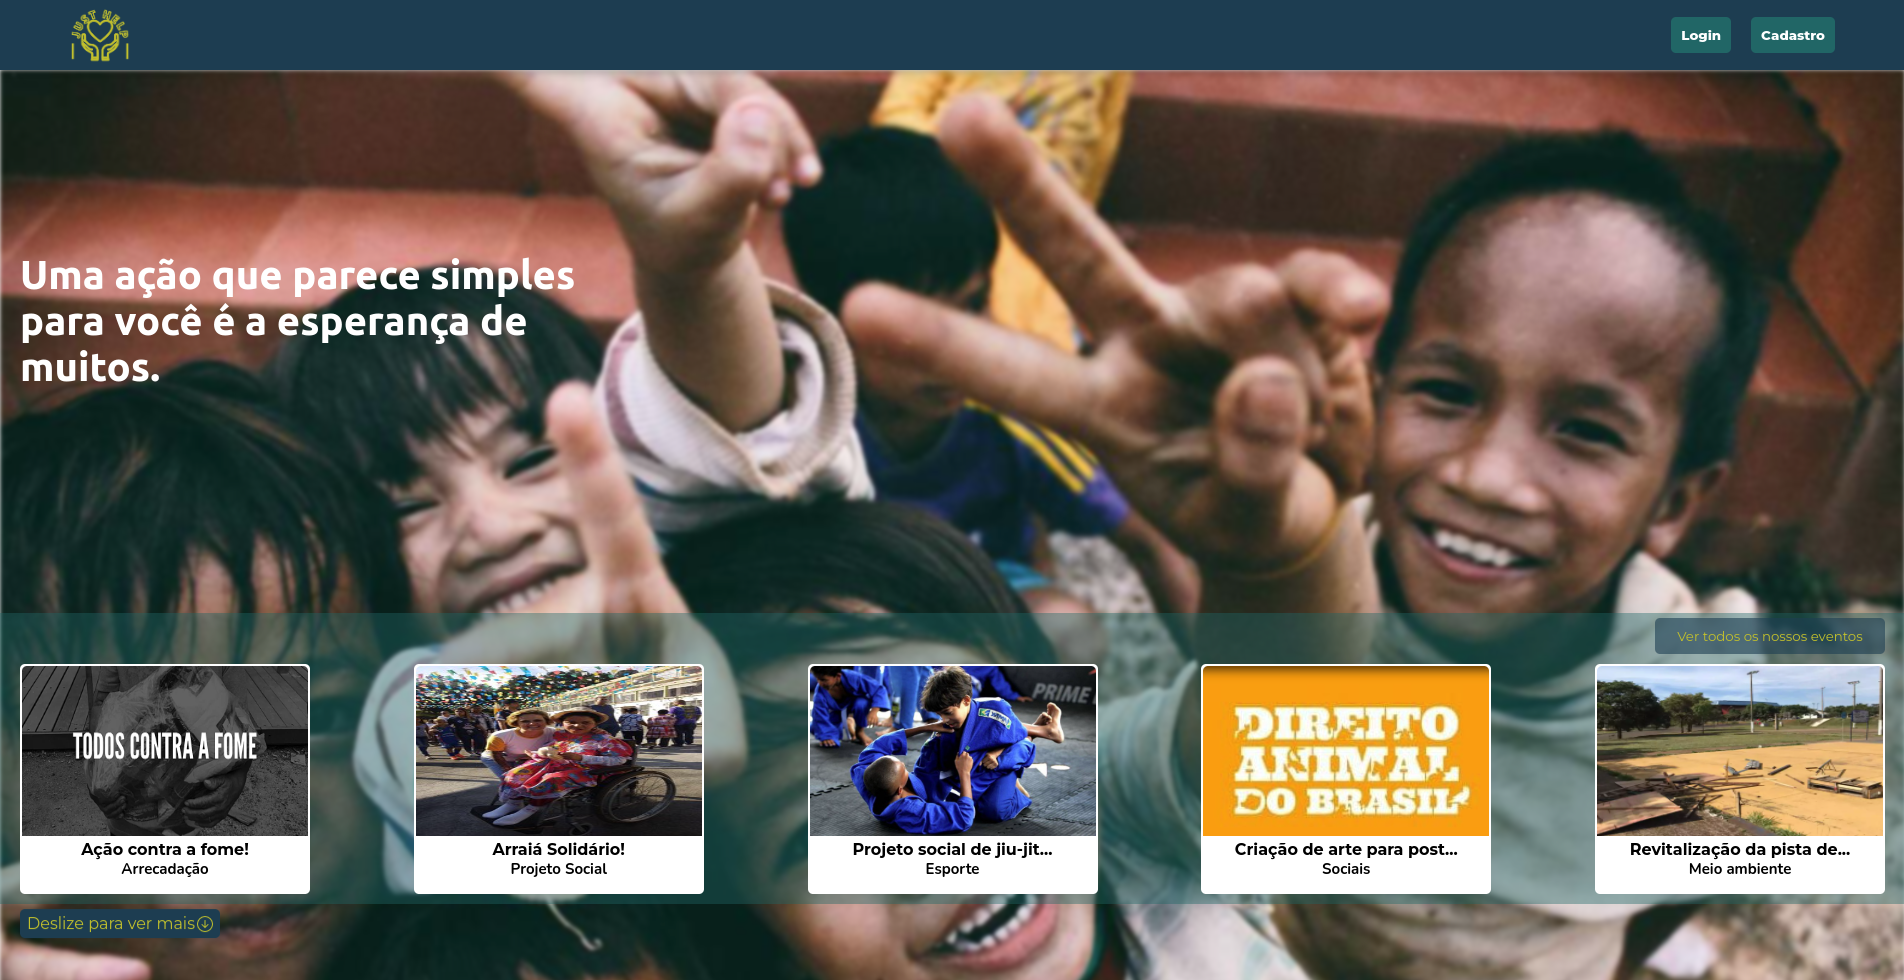 JUST HELP
Login
Cadastro
Uma ação que parece simples
para você é a esperança de
muitos.
Ver todos os nossos eventos
TODOS CONTRA A FOME
PRIME
DIREITO
ANIMAL
DO BRASIL
Ação contra a fome!
Arrecadação
Arraiá Solidário!
Projeto Social
Projeto social de jiu-jit...
Esporte
Criação de arte para post...
Sociais
Revitalização da pista de...
Meio ambiente
Deslize para ver mais